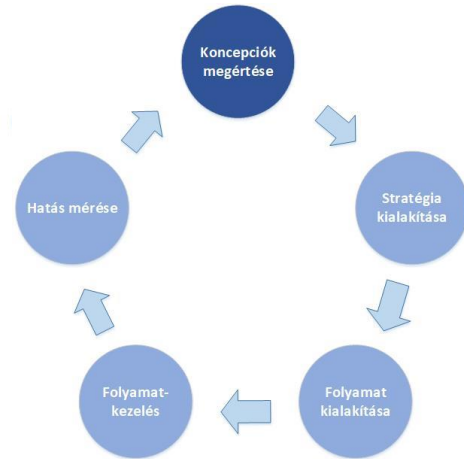 Koncepciók
megértése
Stratégia
kialakítása
Folyamat
kialakítása
Folyamat-
kezelés
Hatás mérése